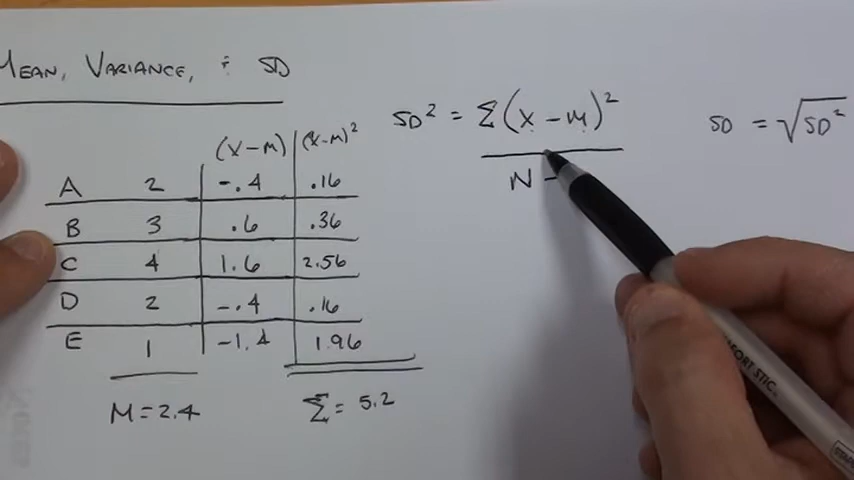 MEAN, VARIANCE, + SD
(X-M) (X-M)²
A 2 -.4 .16
B 3 .6 .36
C 4 1.6 2.56
D 2 -.4 .16
E 1 -1.4 1.96
M = 2.4 Σ = 5.2
SD² = Σ(X-M)²
N -
SD = √SD²